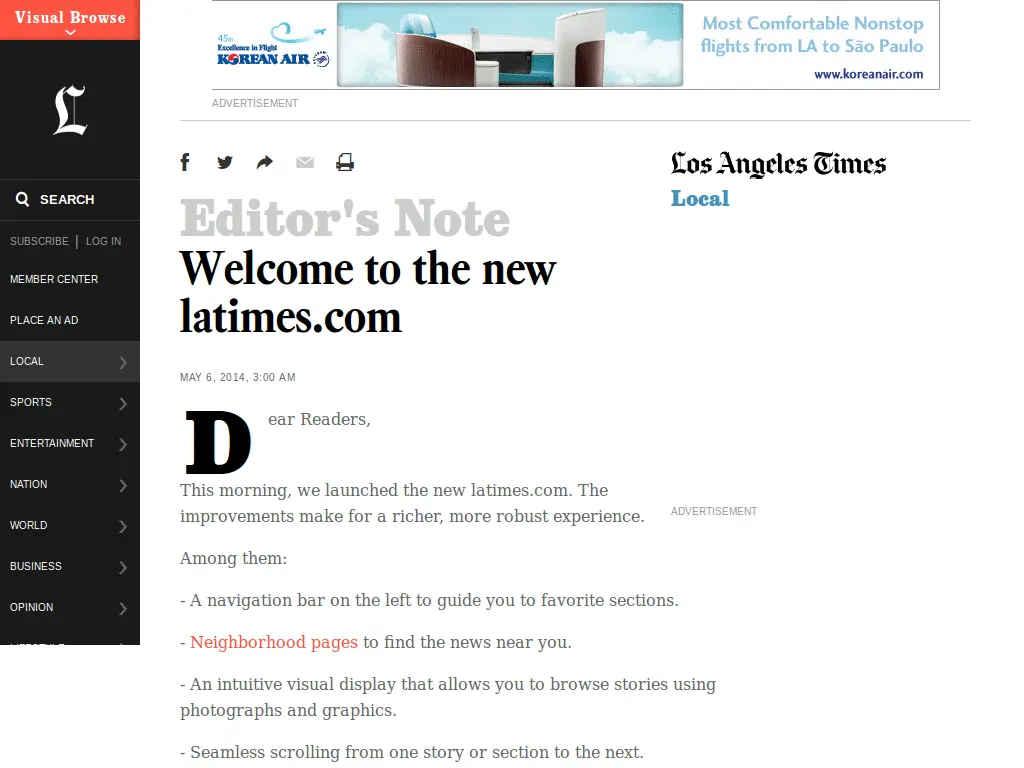 Visual Browse
L
SEARCH
SUBSCRIBE | LOG IN
MEMBER CENTER
PLACE AN AD
LOCAL
SPORTS
ENTERTAINMENT
NATION
WORLD
BUSINESS
OPINION
45th
Excellence in Flight
KOREAN AIR
Most Comfortable Nonstop
flights from LA to São Paulo
www.koreanair.com
ADVERTISEMENT
Editor's Note
Welcome to the new
latimes.com
MAY 6, 2014, 3:00 AM
Dear Readers,
This morning, we launched the new latimes.com. The
improvements make for a richer, more robust experience.
Among them:
- A navigation bar on the left to guide you to favorite sections.
- Neighborhood pages to find the news near you.
- An intuitive visual display that allows you to browse stories using
photographs and graphics.
- Seamless scrolling from one story or section to the next.
Los Angeles Times
Local
ADVERTISEMENT